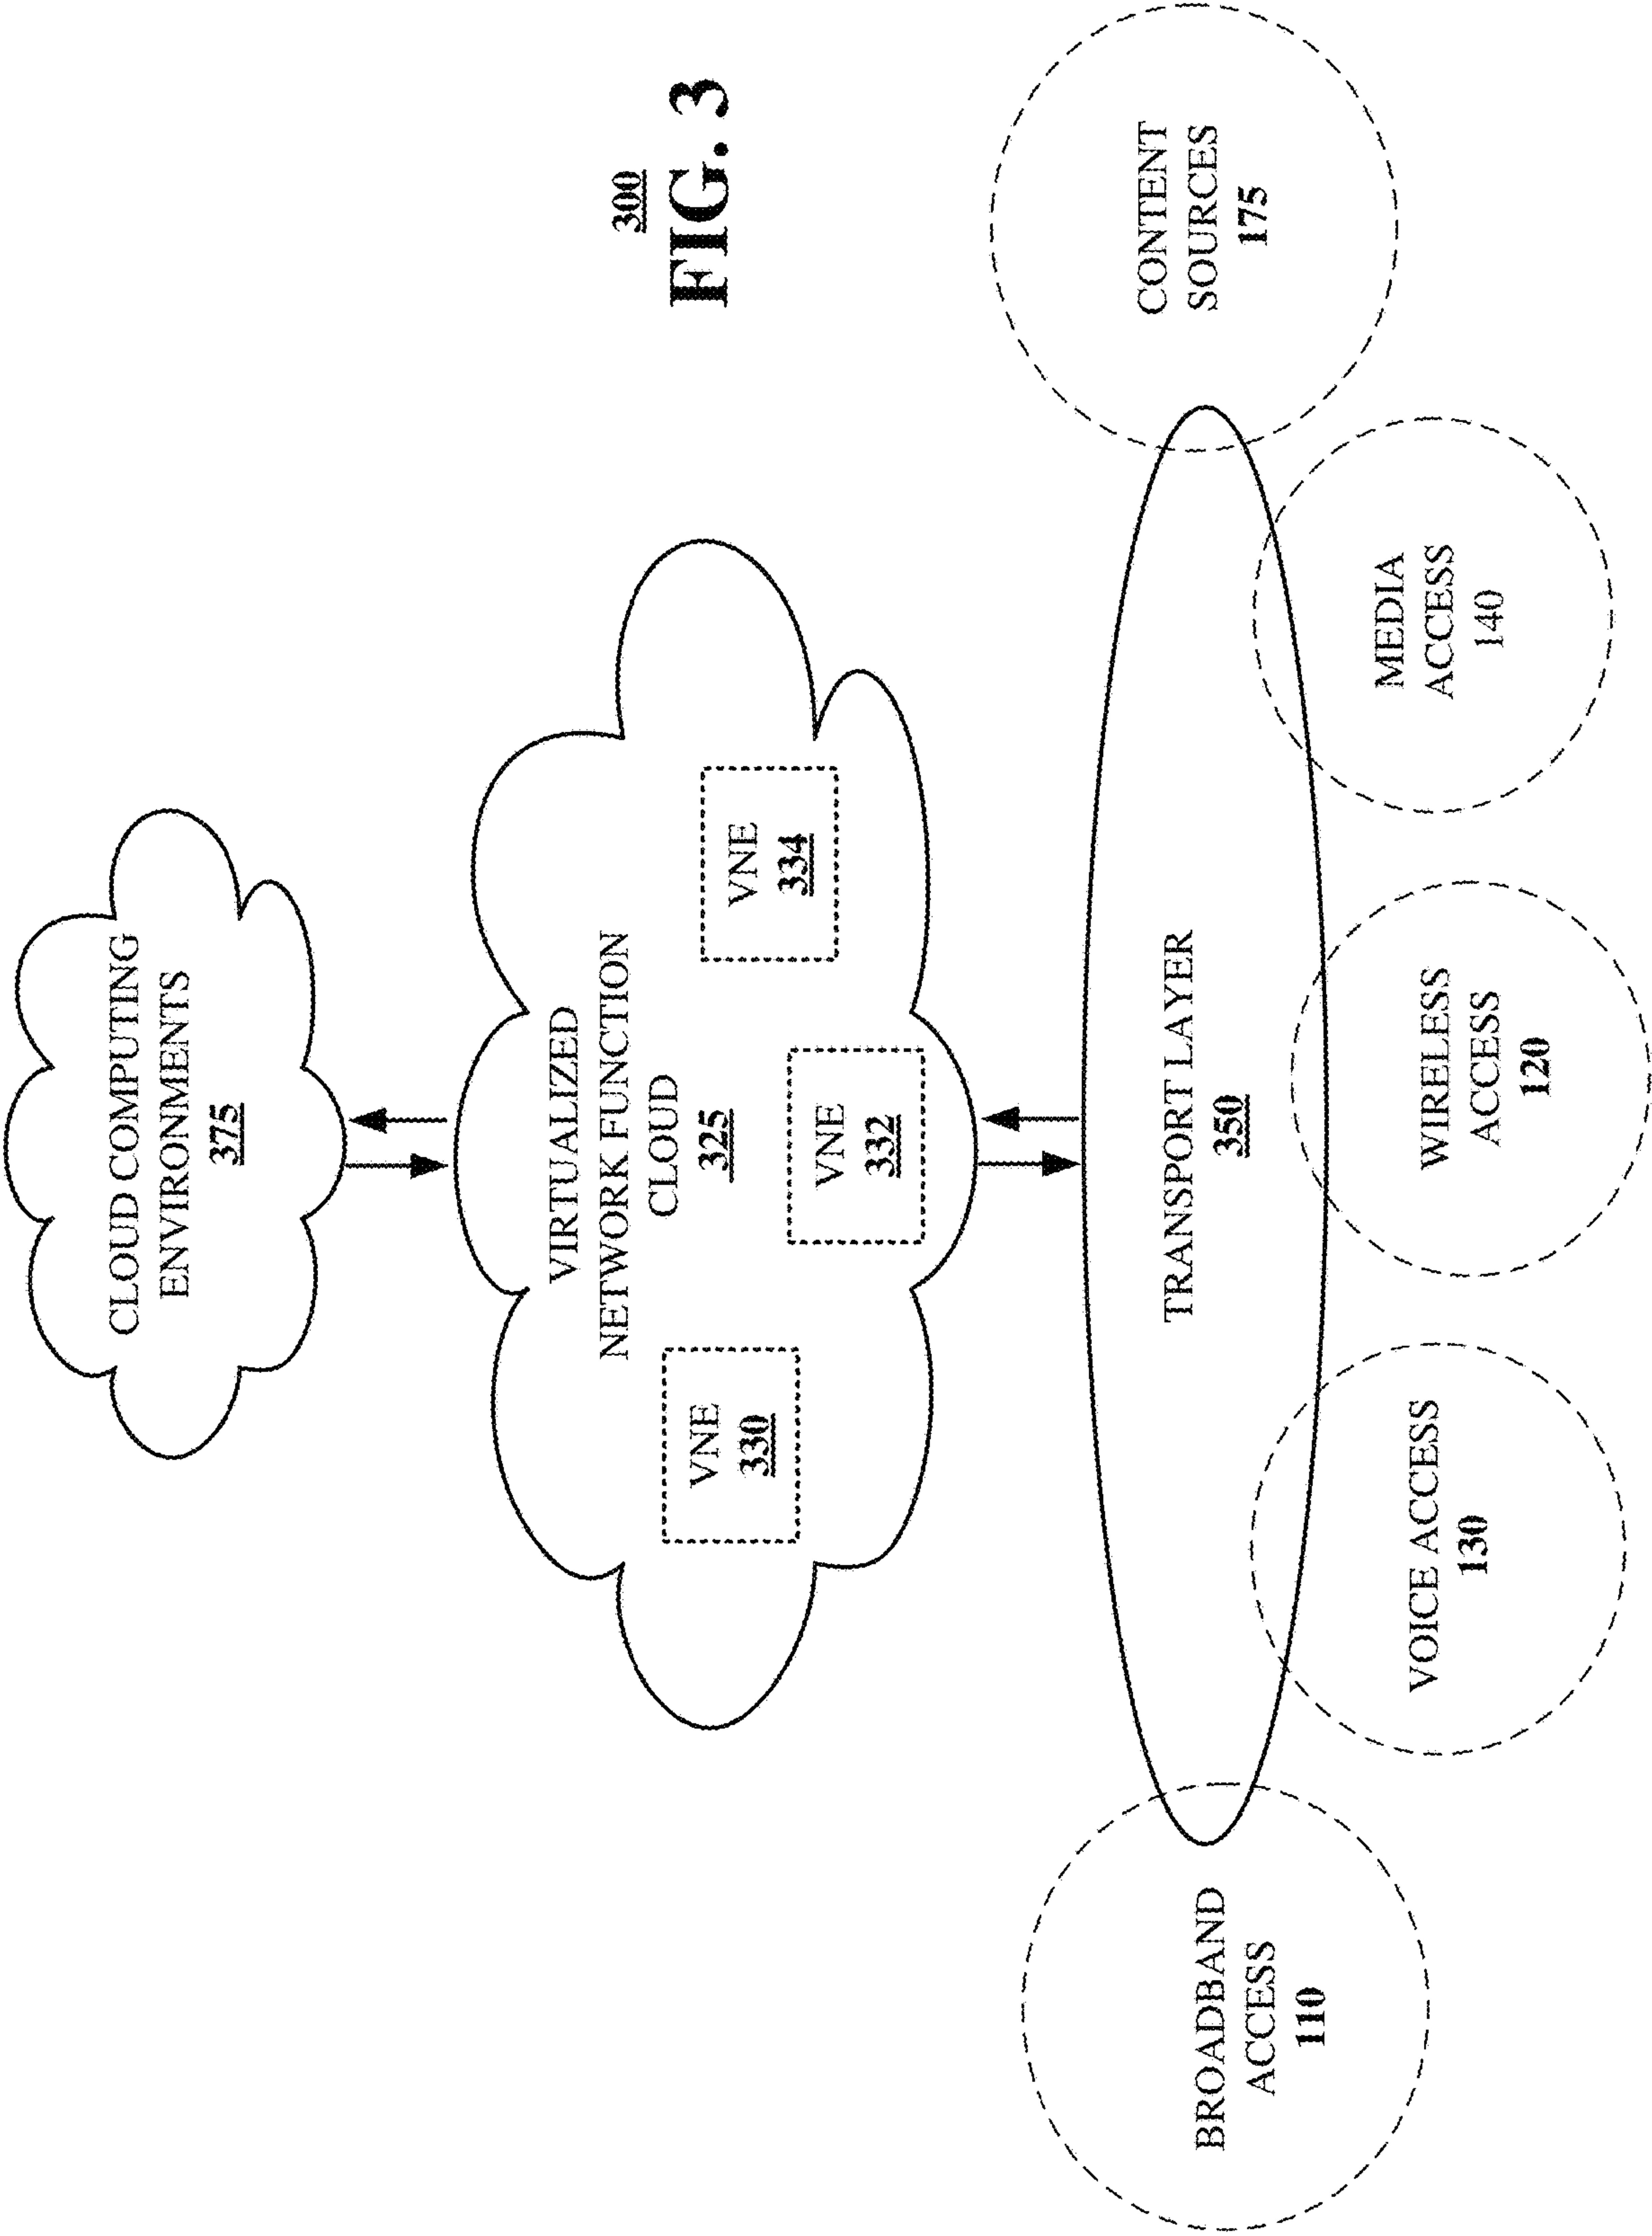 CLOUD COMPUTING
ENVIRONMENTS
375
VIRTUALIZED
NETWORK FUNCTION
CLOUD
325
VNE
330
VNE
332
VNE
334
300
FIG. 3
TRANSPORT LAYER
350
BROADBAND
ACCESS
110
VOICE ACCESS
130
WIRELESS
ACCESS
120
MEDIA
ACCESS
140
CONTENT
SOURCES
175